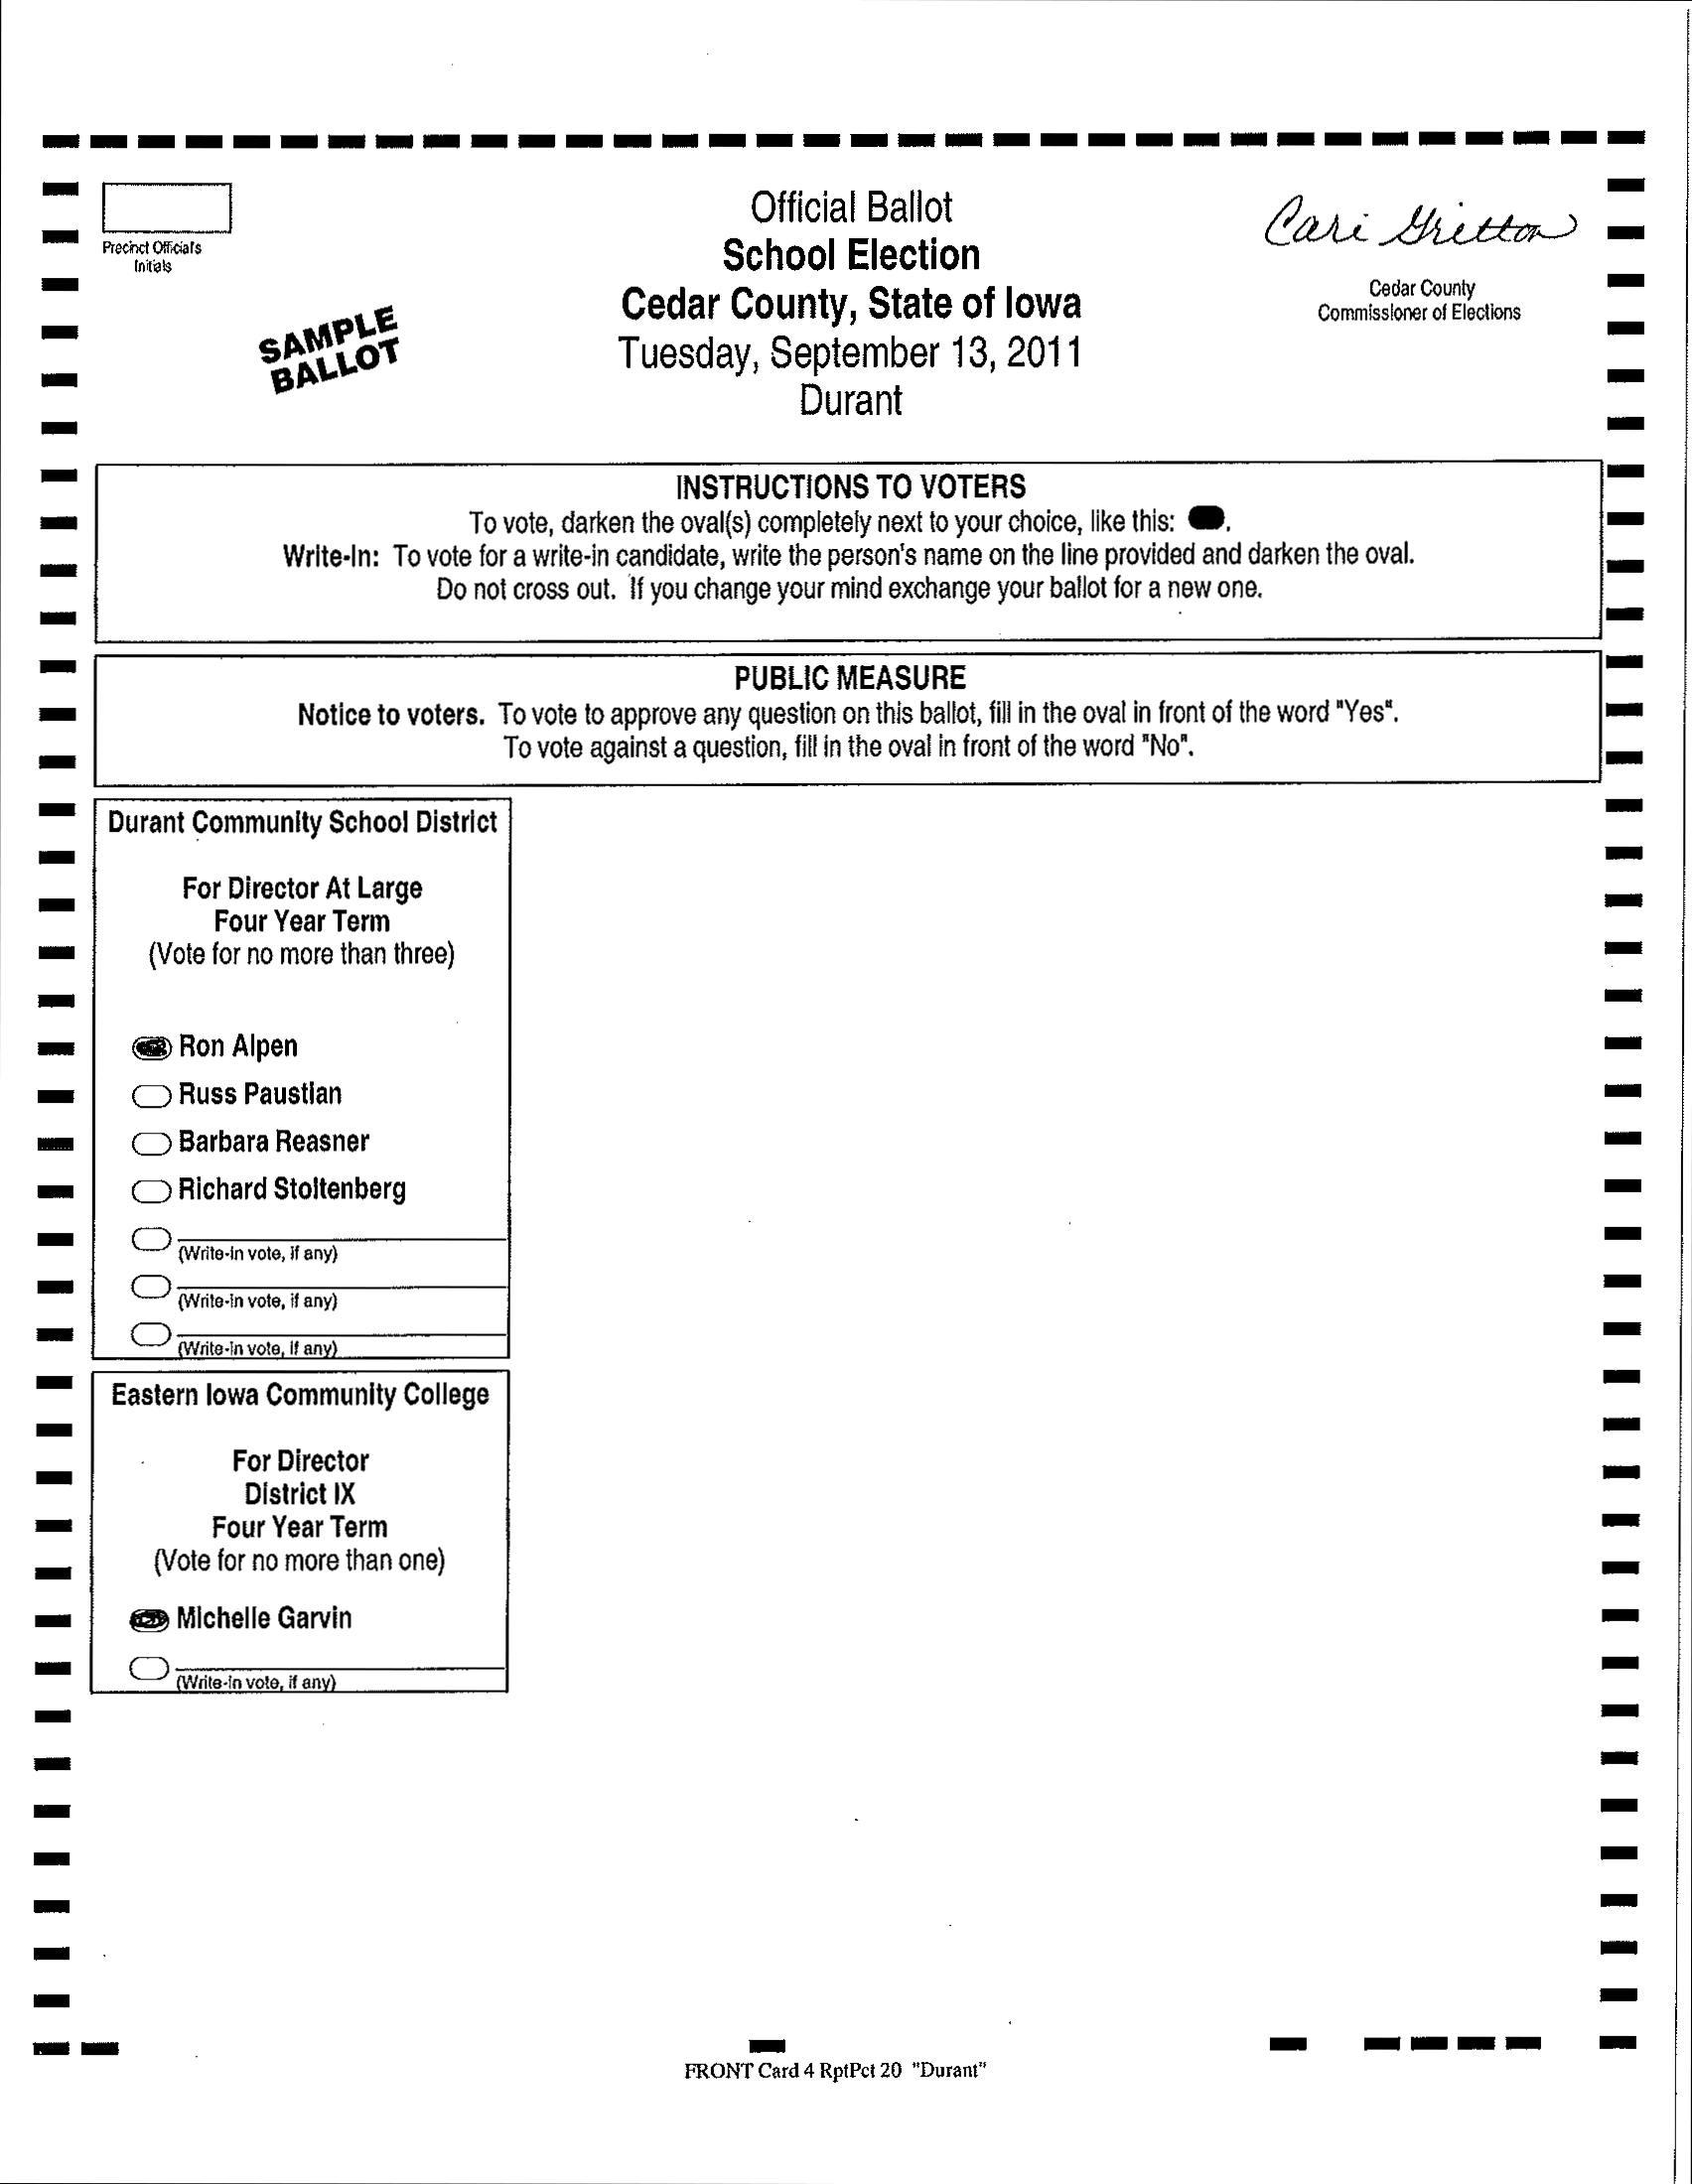 Official Ballot
School Election
Cedar County, State of Iowa
Tuesday, September 13, 2011
Durant
Precinct Official's
Initials
SAMPLE
BALLOT
Cari Gritton
Cedar County
Commissioner of Elections
INSTRUCTIONS TO VOTERS
To vote, darken the oval(s) completely next to your choice, like this: .
Write-In: To vote for a write-in candidate, write the person's name on the line provided and darken the oval.
Do not cross out. If you change your mind exchange your ballot for a new one.
PUBLIC MEASURE
Notice to voters. To vote to approve any question on this ballot, fill in the oval in front of the word "Yes".
To vote against a question, fill in the oval in front of the word "No".
Durant Community School District
For Director At Large
Four Year Term
(Vote for no more than three)
Ron Alpen
Russ Paustian
Barbara Reasner
Richard Stoltenberg
(Write-in vote, if any)
(Write-in vote, if any)
(Write-in vote, if any)
Eastern Iowa Community College
For Director
District IX
Four Year Term
(Vote for no more than one)
Michelle Garvin
(Write-in vote, if any)
FRONT Card 4 RptPct 20 "Durant"